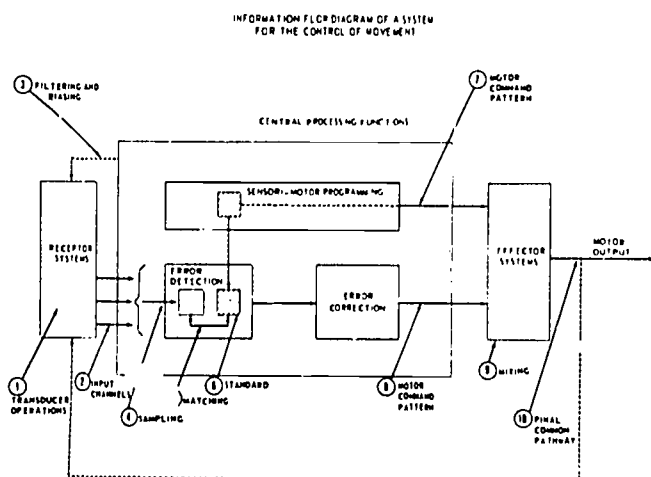 INFORMATION FLOP DIAGRAM OF A SYSTEM
FOR THE CONTROL OF MOVEMENT
3 FILTERING AND
BIASING
7 MOTOR
COMMAND
PATTERN
CENTRAL PROCESSING FUNCTIONS
SENSORI-MOTOR PROGRAMMING
RECEPTOR
SYSTEMS
ERROR
DETECTION
ERROR
CORRECTION
EFFECTOR
SYSTEMS
MOTOR
OUTPUT
1
TRANSDUCER
OPERATIONS
2 INPUT
CHANNELS
4 SAMPLING
MATCHING
6 STANDARD
8 MOTOR
COMMAND
PATTERN
9 MIXING
10 FINAL
COMMON
PATHWAY